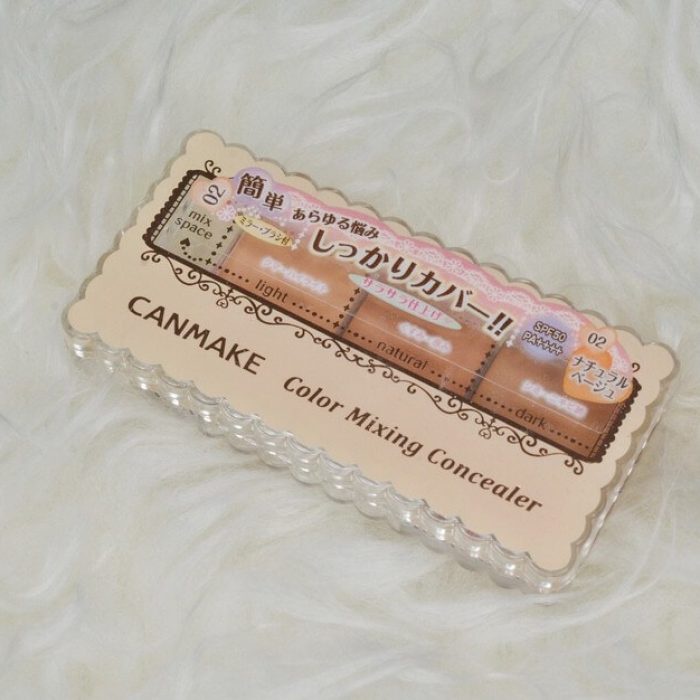 02
簡単
あらゆる悩み
しっかりカバー!!
mix
space
ミラー・ブラシ付
サラサラ仕上げ
light
natural
dark
SPF50
PA++++
02
ナチュラル
ベージュ
CANMAKE
Color Mixing Concealer